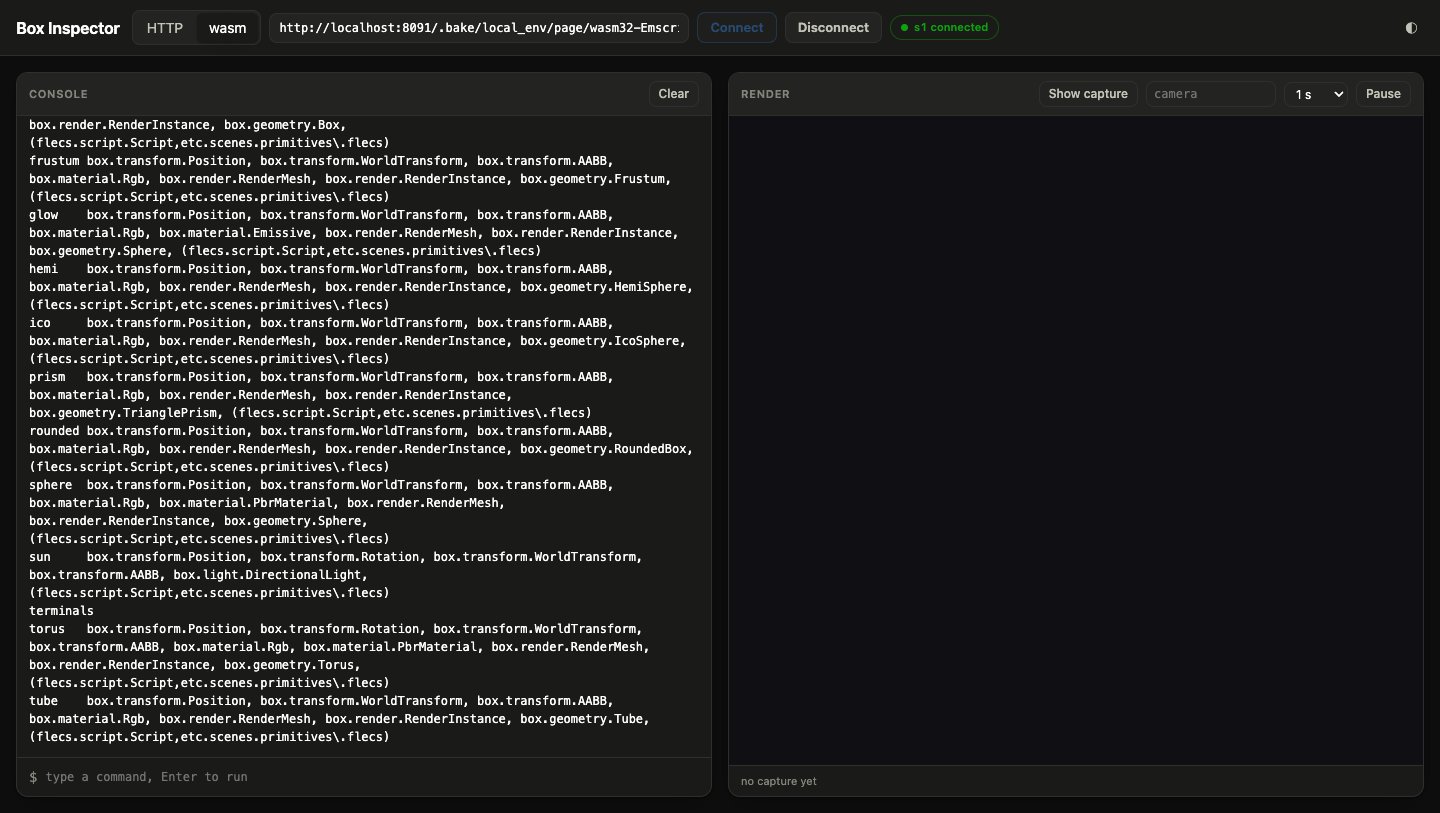 Box Inspector HTTP wasm http://localhost:8091/.bake/local_env/page/wasm32-Emscri Connect Disconnect s1 connected
CONSOLE Clear
box.render.RenderInstance, box.geometry.Box,
(flecs.script.Script,etc.scenes.primitives\.flecs)
frustum box.transform.Position, box.transform.WorldTransform, box.transform.AABB,
box.material.Rgb, box.render.RenderMesh, box.render.RenderInstance, box.geometry.Frustum,
(flecs.script.Script,etc.scenes.primitives\.flecs)
glow box.transform.Position, box.transform.WorldTransform, box.transform.AABB,
box.material.Rgb, box.material.Emissive, box.render.RenderMesh, box.render.RenderInstance,
box.geometry.Sphere, (flecs.script.Script,etc.scenes.primitives\.flecs)
hemi box.transform.Position, box.transform.WorldTransform, box.transform.AABB,
box.material.Rgb, box.render.RenderMesh, box.render.RenderInstance, box.geometry.HemiSphere,
(flecs.script.Script,etc.scenes.primitives\.flecs)
ico box.transform.Position, box.transform.WorldTransform, box.transform.AABB,
box.material.Rgb, box.render.RenderMesh, box.render.RenderInstance, box.geometry.IcoSphere,
(flecs.script.Script,etc.scenes.primitives\.flecs)
prism box.transform.Position, box.transform.WorldTransform, box.transform.AABB,
box.material.Rgb, box.render.RenderMesh, box.render.RenderInstance,
box.geometry.TrianglePrism, (flecs.script.Script,etc.scenes.primitives\.flecs)
rounded box.transform.Position, box.transform.WorldTransform, box.transform.AABB,
box.material.Rgb, box.render.RenderMesh, box.render.RenderInstance, box.geometry.RoundedBox,
(flecs.script.Script,etc.scenes.primitives\.flecs)
sphere box.transform.Position, box.transform.WorldTransform, box.transform.AABB,
box.material.Rgb, box.material.PbrMaterial, box.render.RenderMesh,
box.render.RenderInstance, box.geometry.Sphere,
(flecs.script.Script,etc.scenes.primitives\.flecs)
sun box.transform.Position, box.transform.Rotation, box.transform.WorldTransform,
box.transform.AABB, box.light.DirectionalLight,
(flecs.script.Script,etc.scenes.primitives\.flecs)
terminals
torus box.transform.Position, box.transform.Rotation, box.transform.WorldTransform,
box.transform.AABB, box.material.Rgb, box.material.PbrMaterial, box.render.RenderMesh,
box.render.RenderInstance, box.geometry.Torus,
(flecs.script.Script,etc.scenes.primitives\.flecs)
tube box.transform.Position, box.transform.WorldTransform, box.transform.AABB,
box.material.Rgb, box.render.RenderMesh, box.render.RenderInstance, box.geometry.Tube,
(flecs.script.Script,etc.scenes.primitives\.flecs)
$ type a command, Enter to run
RENDER Show capture camera 1 s Pause
no capture yet